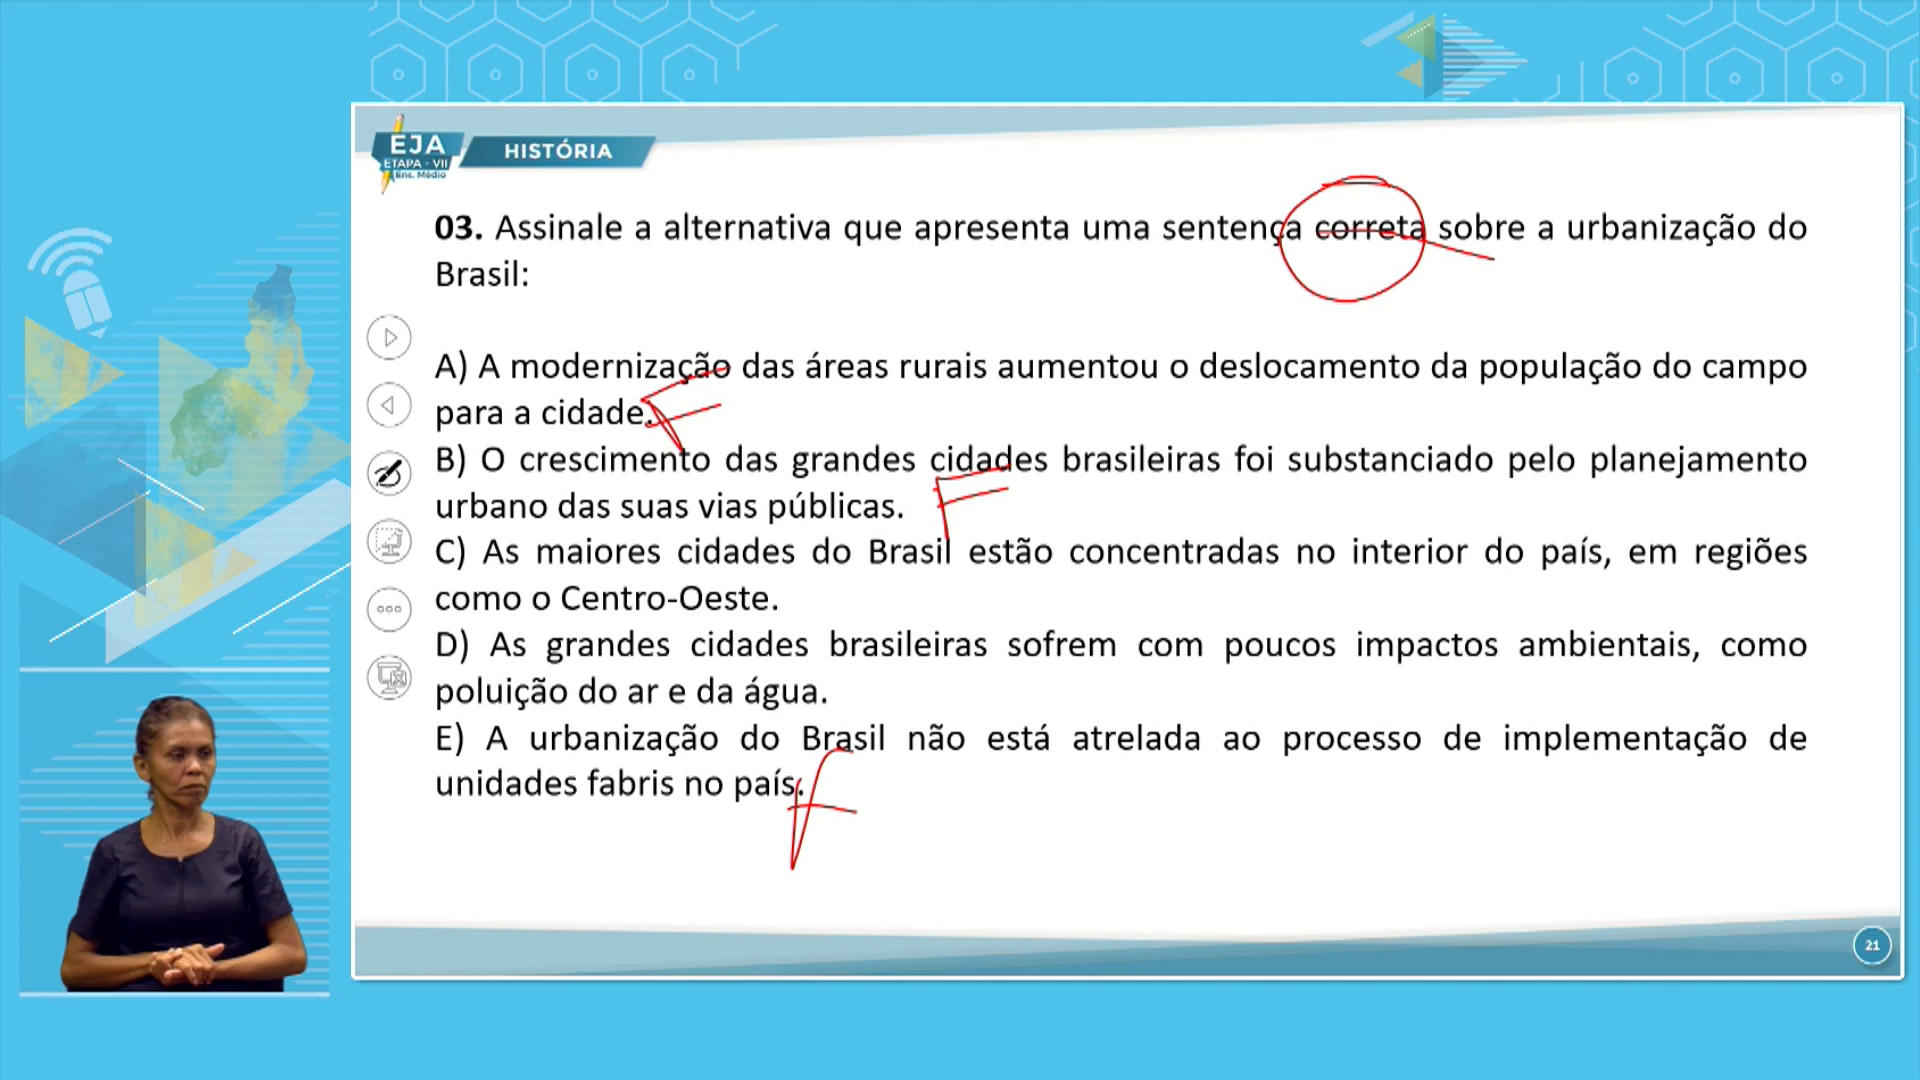 EJA
ETAPA - VII
Ens. Médio
HISTÓRIA
03. Assinale a alternativa que apresenta uma sentença correta sobre a urbanização do
Brasil:
A) A modernização das áreas rurais aumentou o deslocamento da população do campo
para a cidade.
F
B) O crescimento das grandes cidades brasileiras foi substanciado pelo planejamento
urbano das suas vias públicas.
F
C) As maiores cidades do Brasil estão concentradas no interior do país, em regiões
como o Centro-Oeste.
D) As grandes cidades brasileiras sofrem com poucos impactos ambientais, como
poluição do ar e da água.
E) A urbanização do Brasil não está atrelada ao processo de implementação de
unidades fabris no país.
F
21